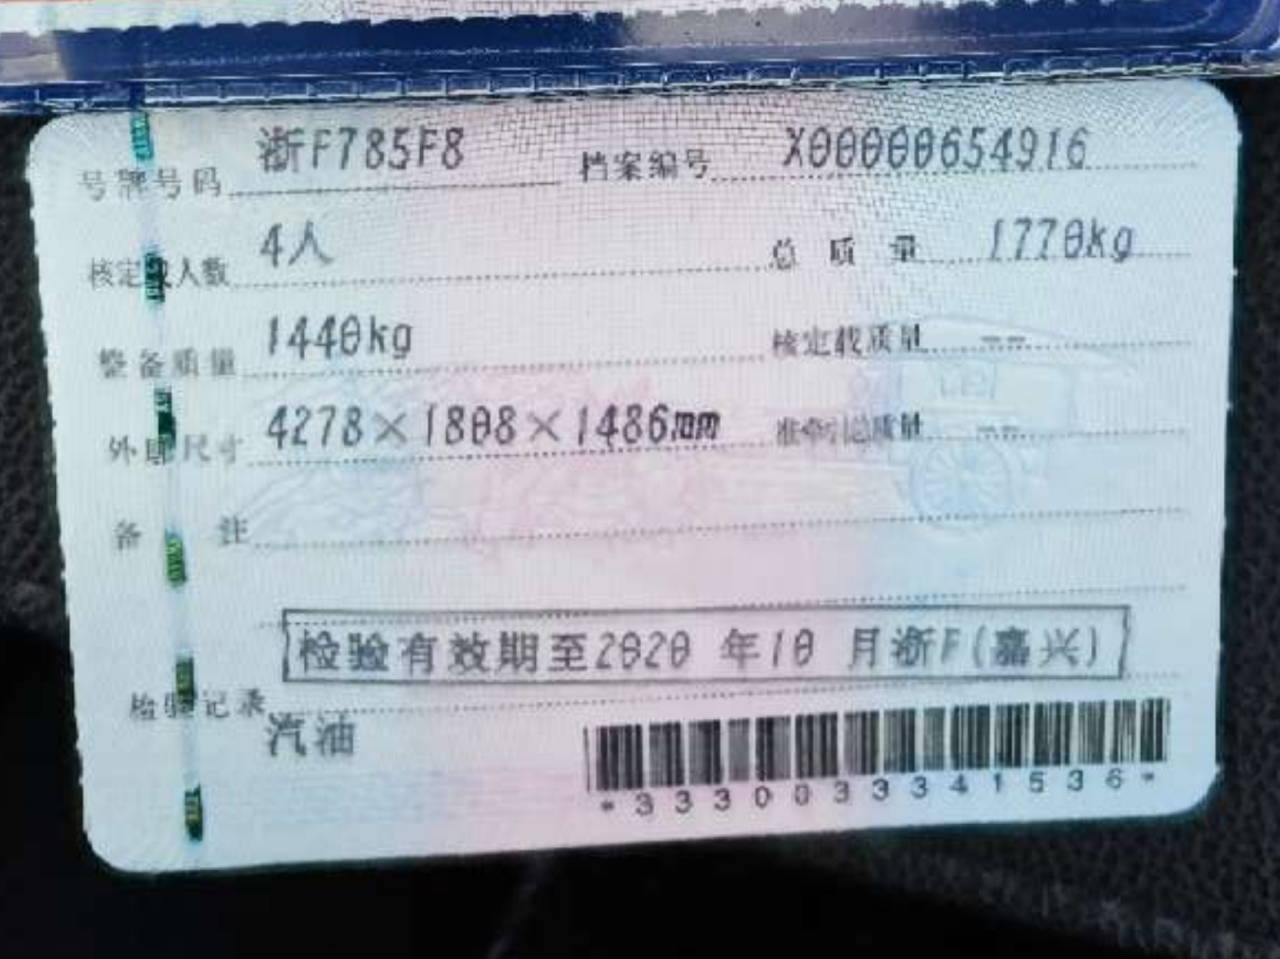 号牌号码 浙F785F8 档案编号 X00000654916
核定载人数 4人 总质量 1770kg
整备质量 1440kg 核定载质量 --
外廓尺寸 4278×1808×1486mm 准牵引总质量 --
备注
检验有效期至2020 年10 月浙F(嘉兴)
检验记录
汽油
*3330033341536*